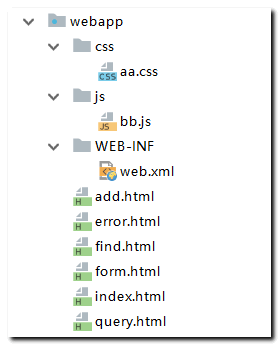 webapp
css
aa.css
js
bb.js
WEB-INF
web.xml
add.html
error.html
find.html
form.html
index.html
query.html